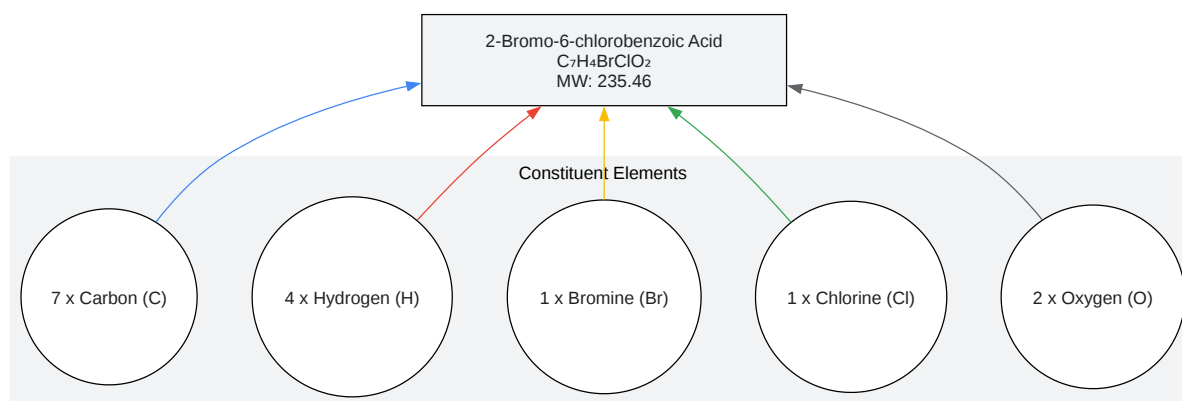 2-Bromo-6-chlorobenzoic Acid
C₇H₄BrClO₂
MW: 235.46
Constituent Elements
7 x Carbon (C)
4 x Hydrogen (H)
1 x Bromine (Br)
1 x Chlorine (Cl)
2 x Oxygen (O)